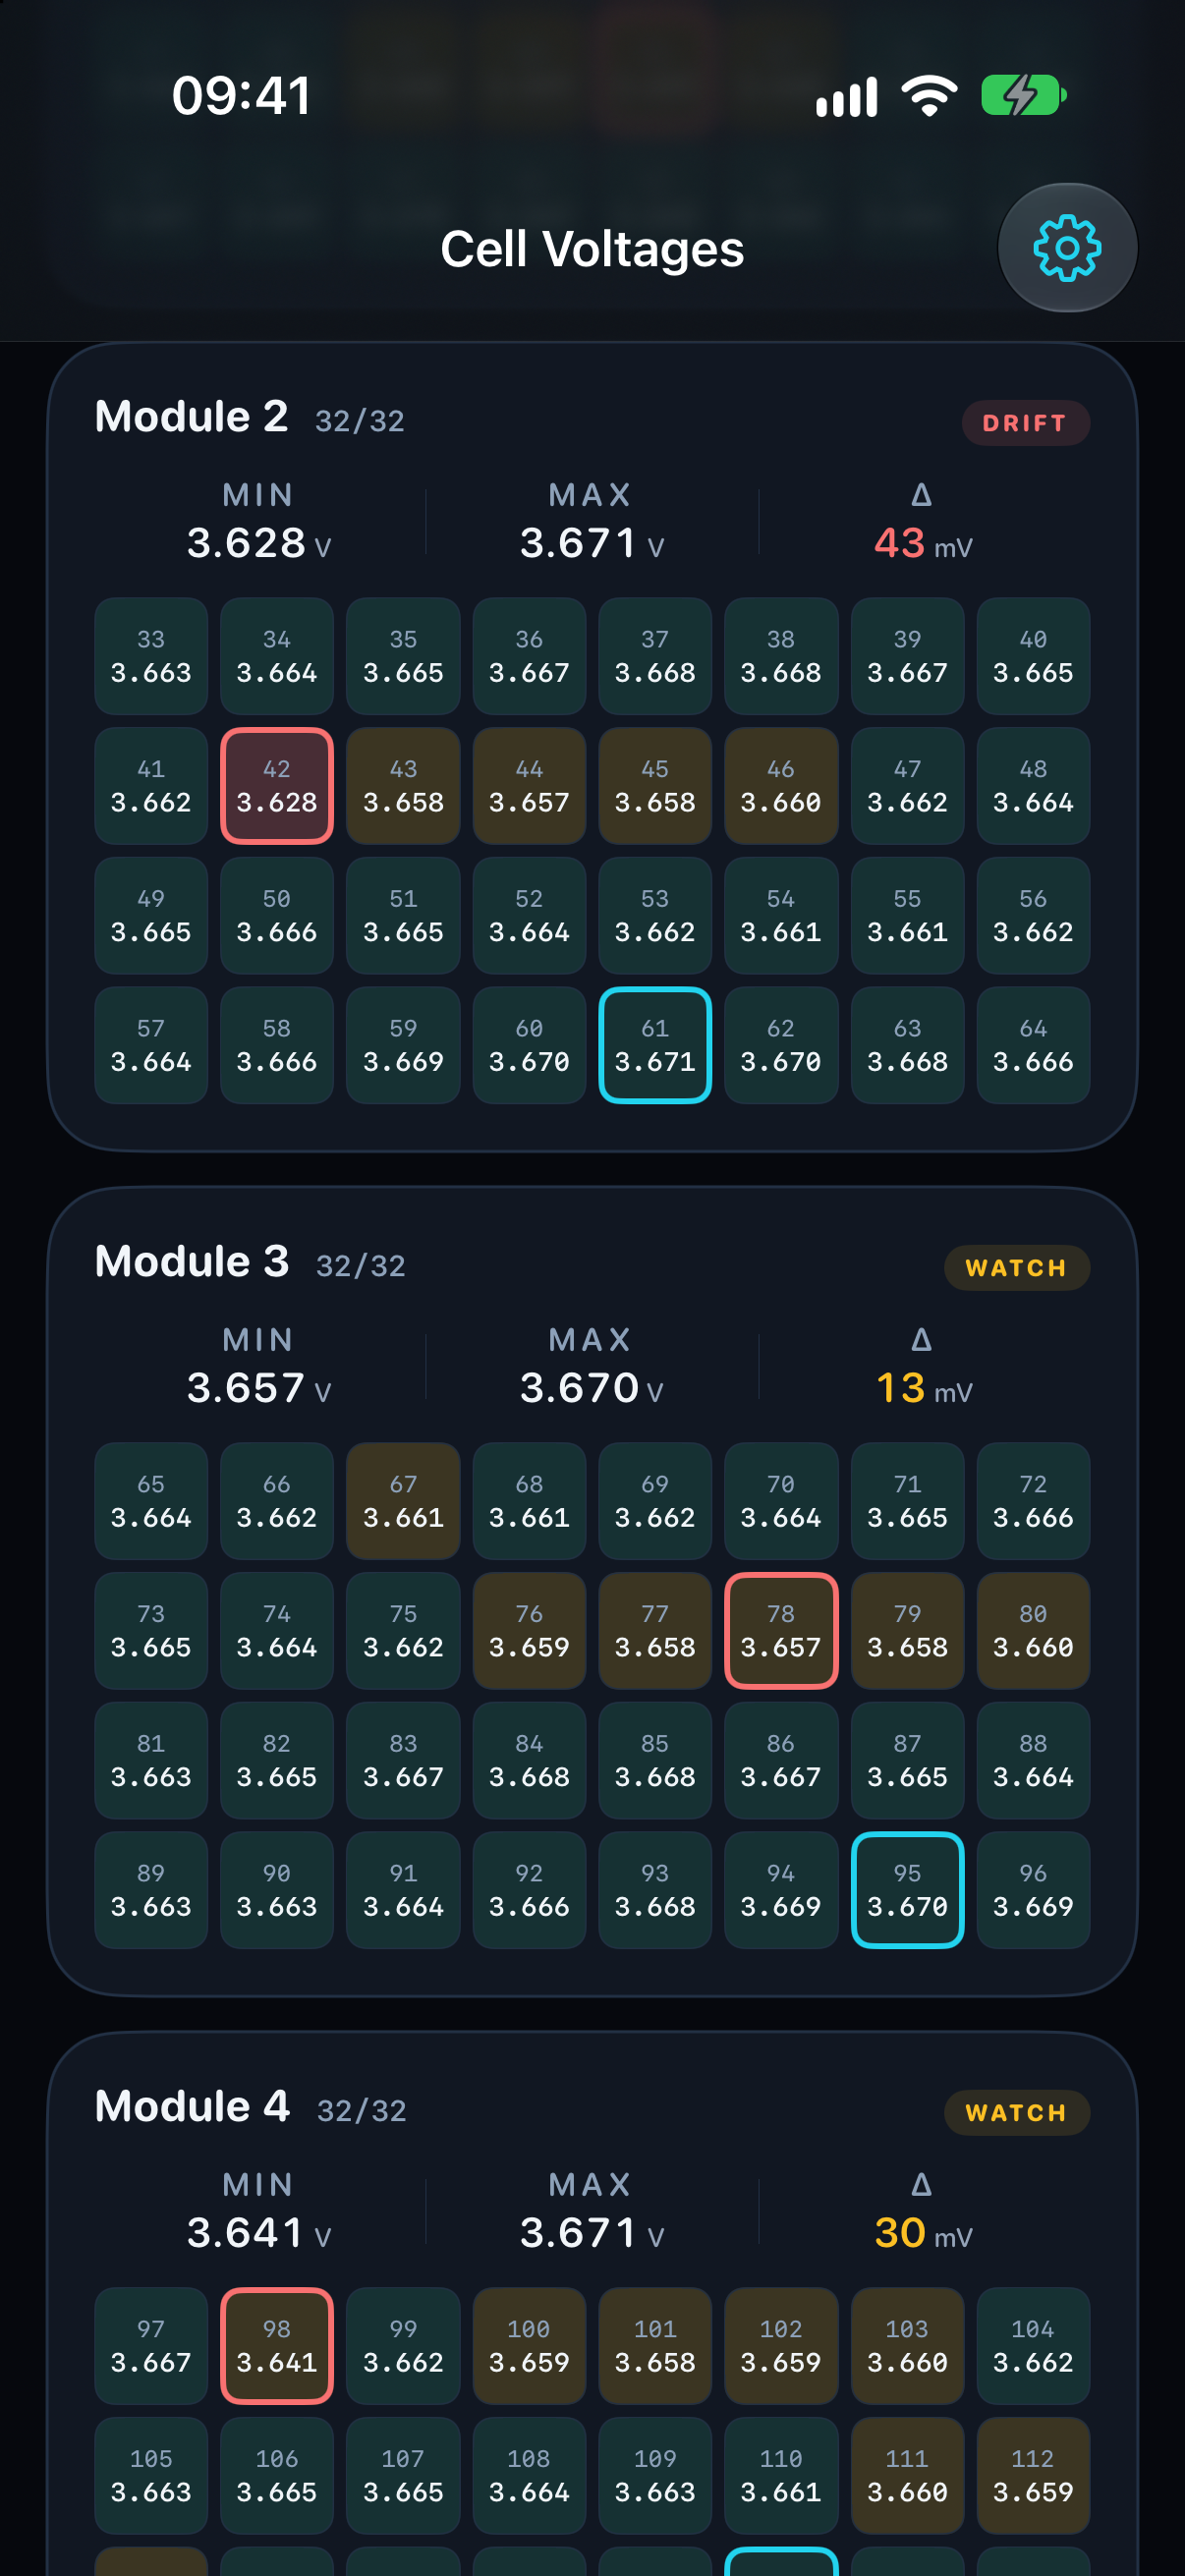 09:41
Cell Voltages
Module 2 32/32 DRIFT
MIN MAX Δ
3.628 V 3.671 V 43 mV
33 34 35 36 37 38 39 40
3.663 3.664 3.665 3.667 3.668 3.668 3.667 3.665
41 42 43 44 45 46 47 48
3.662 3.628 3.658 3.657 3.658 3.660 3.662 3.664
49 50 51 52 53 54 55 56
3.665 3.666 3.665 3.664 3.662 3.661 3.661 3.662
57 58 59 60 61 62 63 64
3.664 3.666 3.669 3.670 3.671 3.670 3.668 3.666
Module 3 32/32 WATCH
MIN MAX Δ
3.657 V 3.670 V 13 mV
65 66 67 68 69 70 71 72
3.664 3.662 3.661 3.661 3.662 3.664 3.665 3.666
73 74 75 76 77 78 79 80
3.665 3.664 3.662 3.659 3.658 3.657 3.658 3.660
81 82 83 84 85 86 87 88
3.663 3.665 3.667 3.668 3.668 3.667 3.665 3.664
89 90 91 92 93 94 95 96
3.663 3.663 3.664 3.666 3.668 3.669 3.670 3.669
Module 4 32/32 WATCH
MIN MAX Δ
3.641 V 3.671 V 30 mV
97 98 99 100 101 102 103 104
3.667 3.641 3.662 3.659 3.658 3.659 3.660 3.662
105 106 107 108 109 110 111 112
3.663 3.665 3.665 3.664 3.663 3.661 3.660 3.659